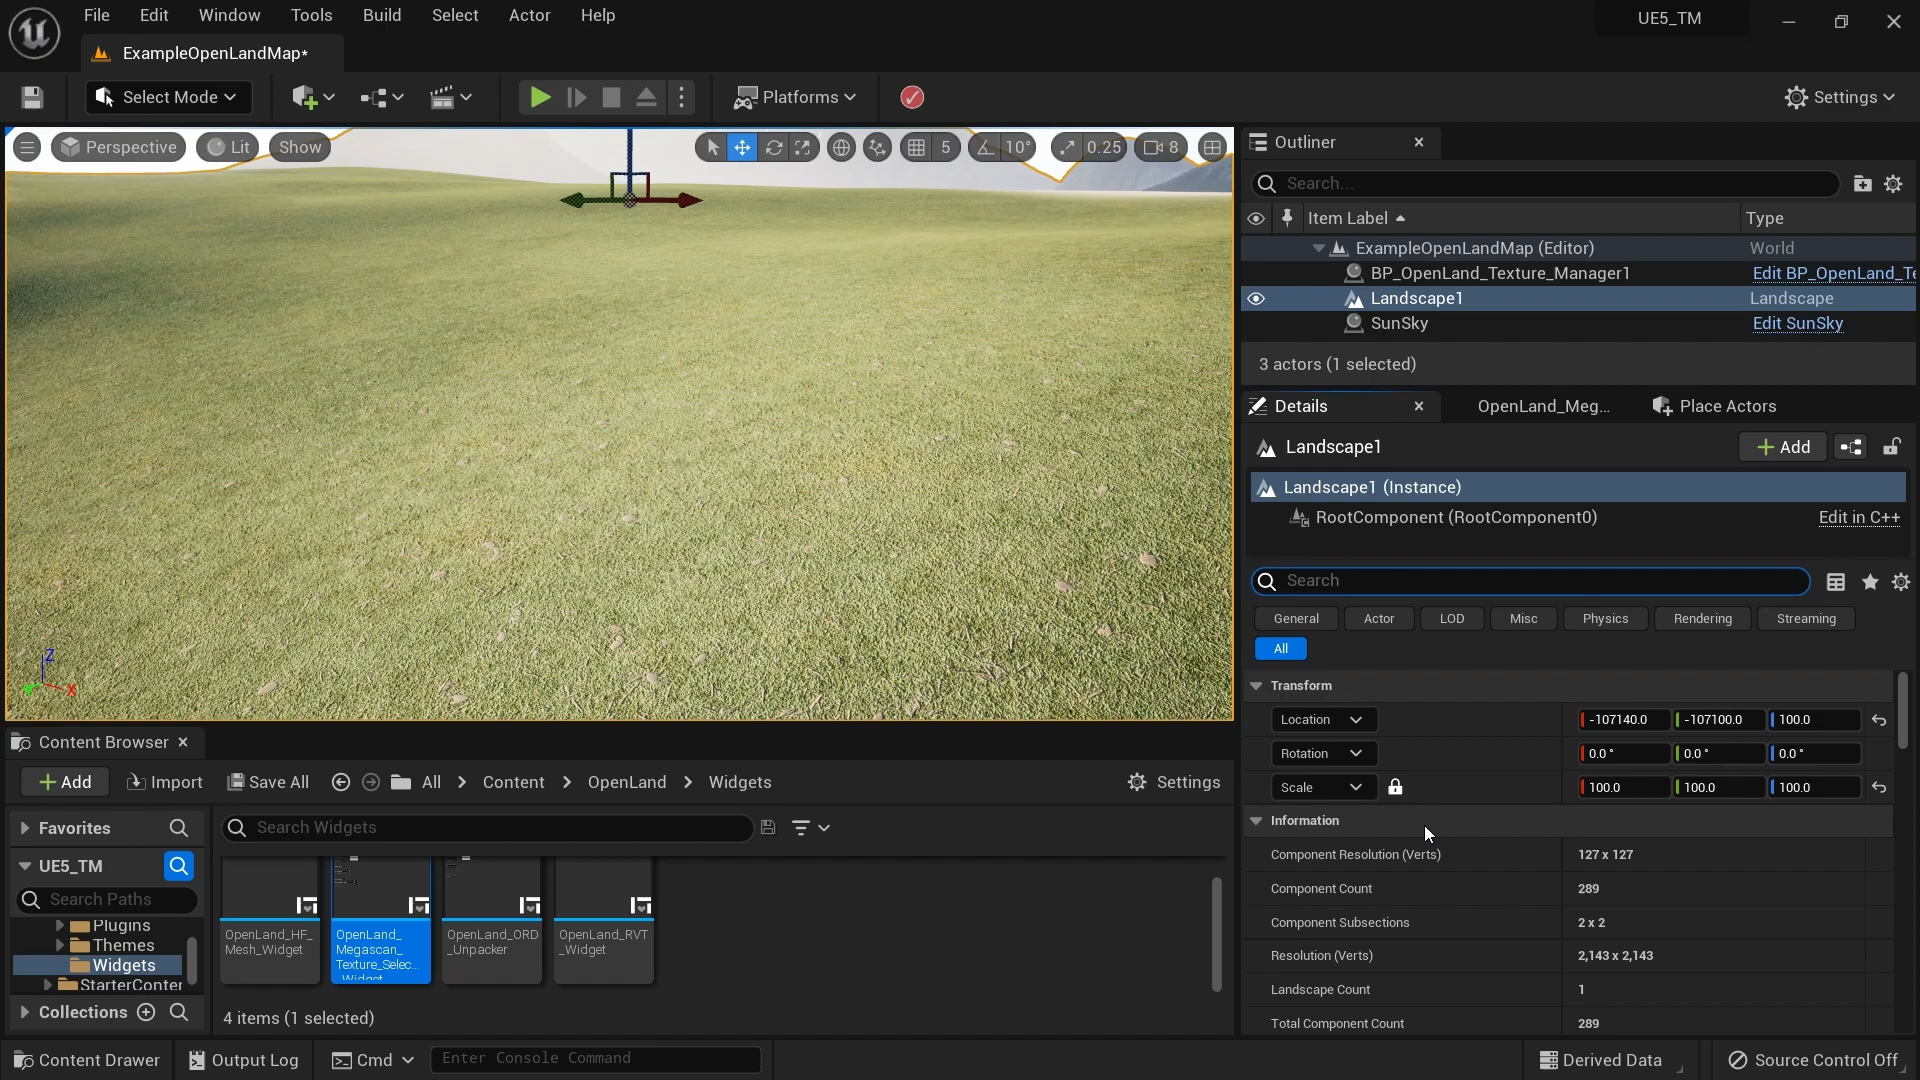 File Edit Window Tools Build Select Actor Help
UE5_TM
ExampleOpenLandMap*
Select Mode
Platforms
Settings
Perspective
Lit
Show
5
10°
0.25
8
Outliner
Search...
Item Label
Type
ExampleOpenLandMap (Editor)
World
BP_OpenLand_Texture_Manager1
Edit BP_OpenLand_Te
Landscape1
Landscape
SunSky
Edit SunSky
3 actors (1 selected)
Details
OpenLand_Meg...
Place Actors
Landscape1
Add
Landscape1 (Instance)
RootComponent (RootComponent0)
Edit in C++
Search
General
Actor
LOD
Misc
Physics
Rendering
Streaming
All
Transform
Location
-107140.0
-107100.0
100.0
Rotation
0.0 °
0.0 °
0.0 °
Scale
100.0
100.0
100.0
Information
Component Resolution (Verts)
127 x 127
Component Count
289
Component Subsections
2 x 2
Resolution (Verts)
2,143 x 2,143
Landscape Count
1
Total Component Count
289
Z
X
Content Browser
Add
Import
Save All
All
Content
OpenLand
Widgets
Settings
Favorites
UE5_TM
Search Paths
Plugins
Themes
Widgets
StarterConter
Collections
Search Widgets
OpenLand_HF_
Mesh_Widget
OpenLand_
Megascan_
Texture_Selec...
_Widget
OpenLand_ORD
_Unpacker
OpenLand_RVT
_Widget
4 items (1 selected)
Content Drawer
Output Log
Cmd
Enter Console Command
Derived Data
Source Control Off